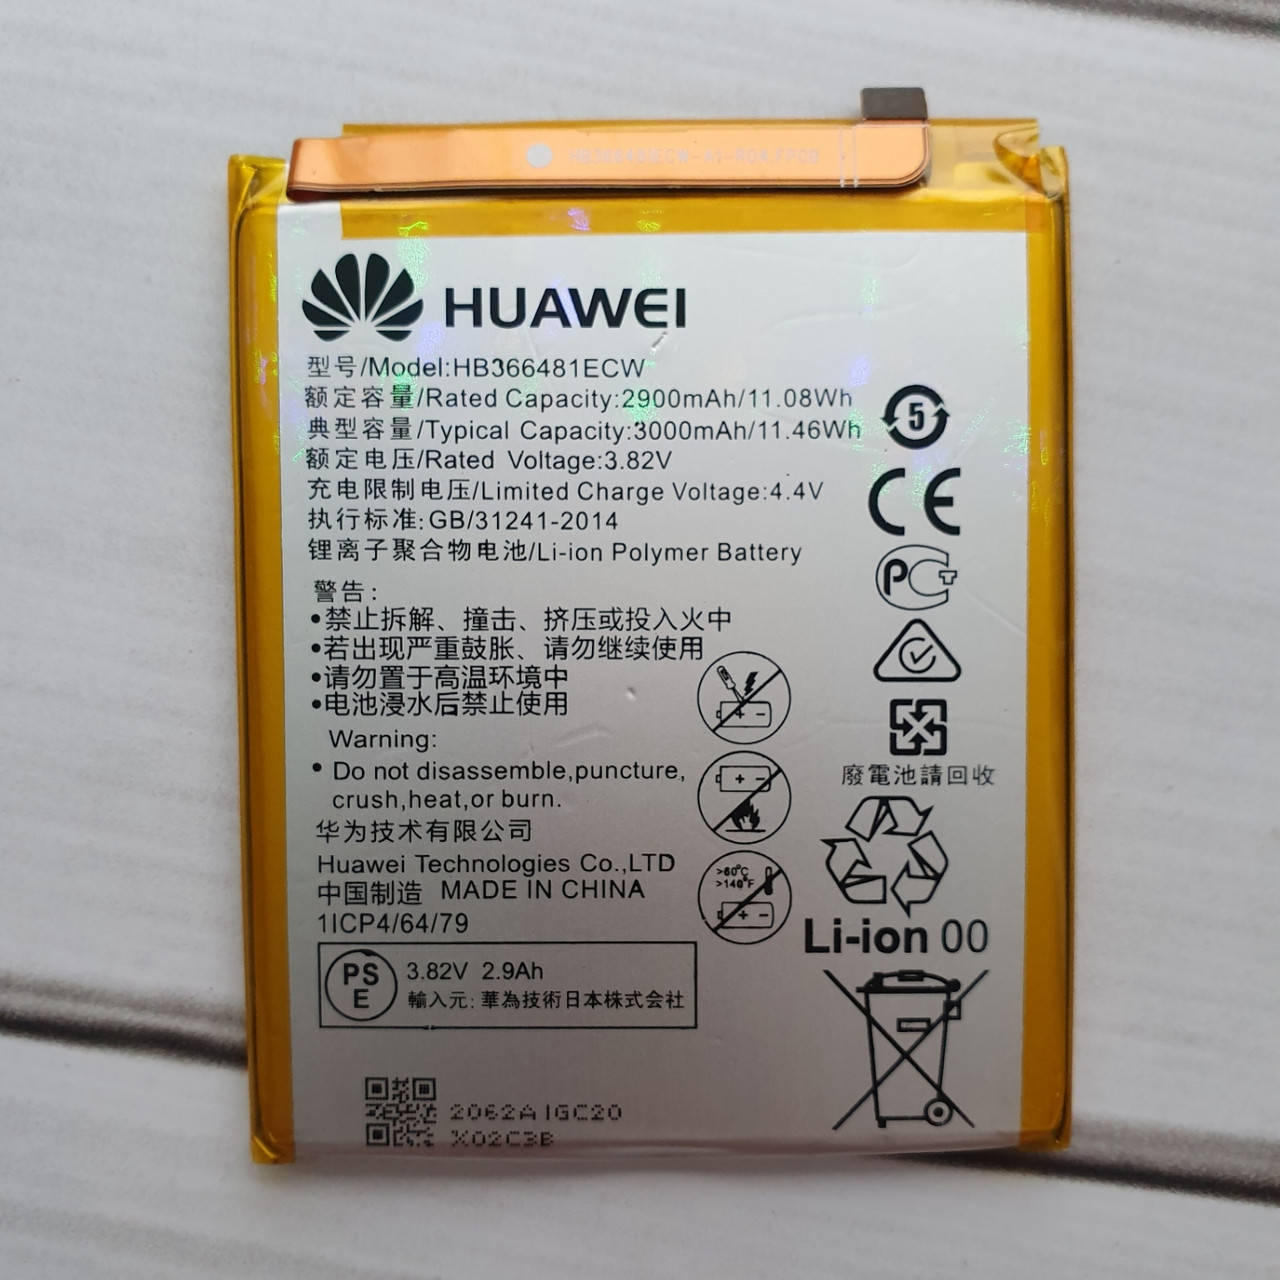 HUAWEI
型号/Model:HB366481ECW
额定容量/Rated Capacity:2900mAh/11.08Wh
典型容量/Typical Capacity:3000mAh/11.46Wh
额定电压/Rated Voltage:3.82V
充电限制电压/Limited Charge Voltage:4.4V
执行标准:GB/31241-2014
锂离子聚合物电池/Li-ion Polymer Battery
5
CE
PCT
警告:
•禁止拆解、撞击、挤压或投入火中
•若出现严重鼓胀、请勿继续使用
•请勿置于高温环境中
•电池浸水后禁止使用
Warning:
• Do not disassemble,puncture,
crush,heat,or burn.
华为技术有限公司
Huawei Technologies Co.,LTD
中国制造 MADE IN CHINA
1ICP4/64/79
PS
E
3.82V 2.9Ah
輸入元: 華為技術日本株式会社
>60°C
>140°F
廢電池請回收
Li-ion 00
2062A1GC20
X02C3B